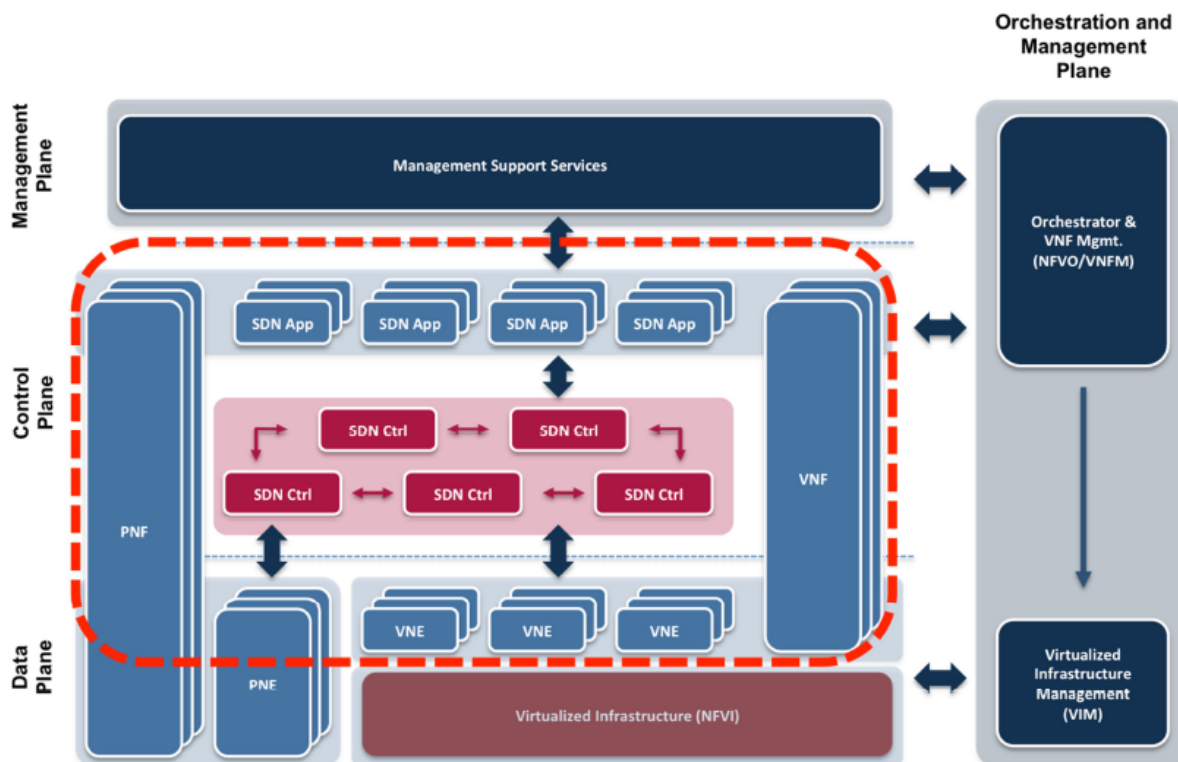 Orchestration and
Management
Plane
Management
Plane
Management Support Services
Orchestrator &
VNF Mgmt.
(NFVO/VNFM)
Control
Plane
SDN App
SDN App
SDN App
SDN App
SDN Ctrl
SDN Ctrl
SDN Ctrl
SDN Ctrl
SDN Ctrl
PNF
VNF
Data
Plane
VNE
VNE
VNE
PNE
Virtualized Infrastructure (NFVI)
Virtualized
Infrastructure
Management
(VIM)